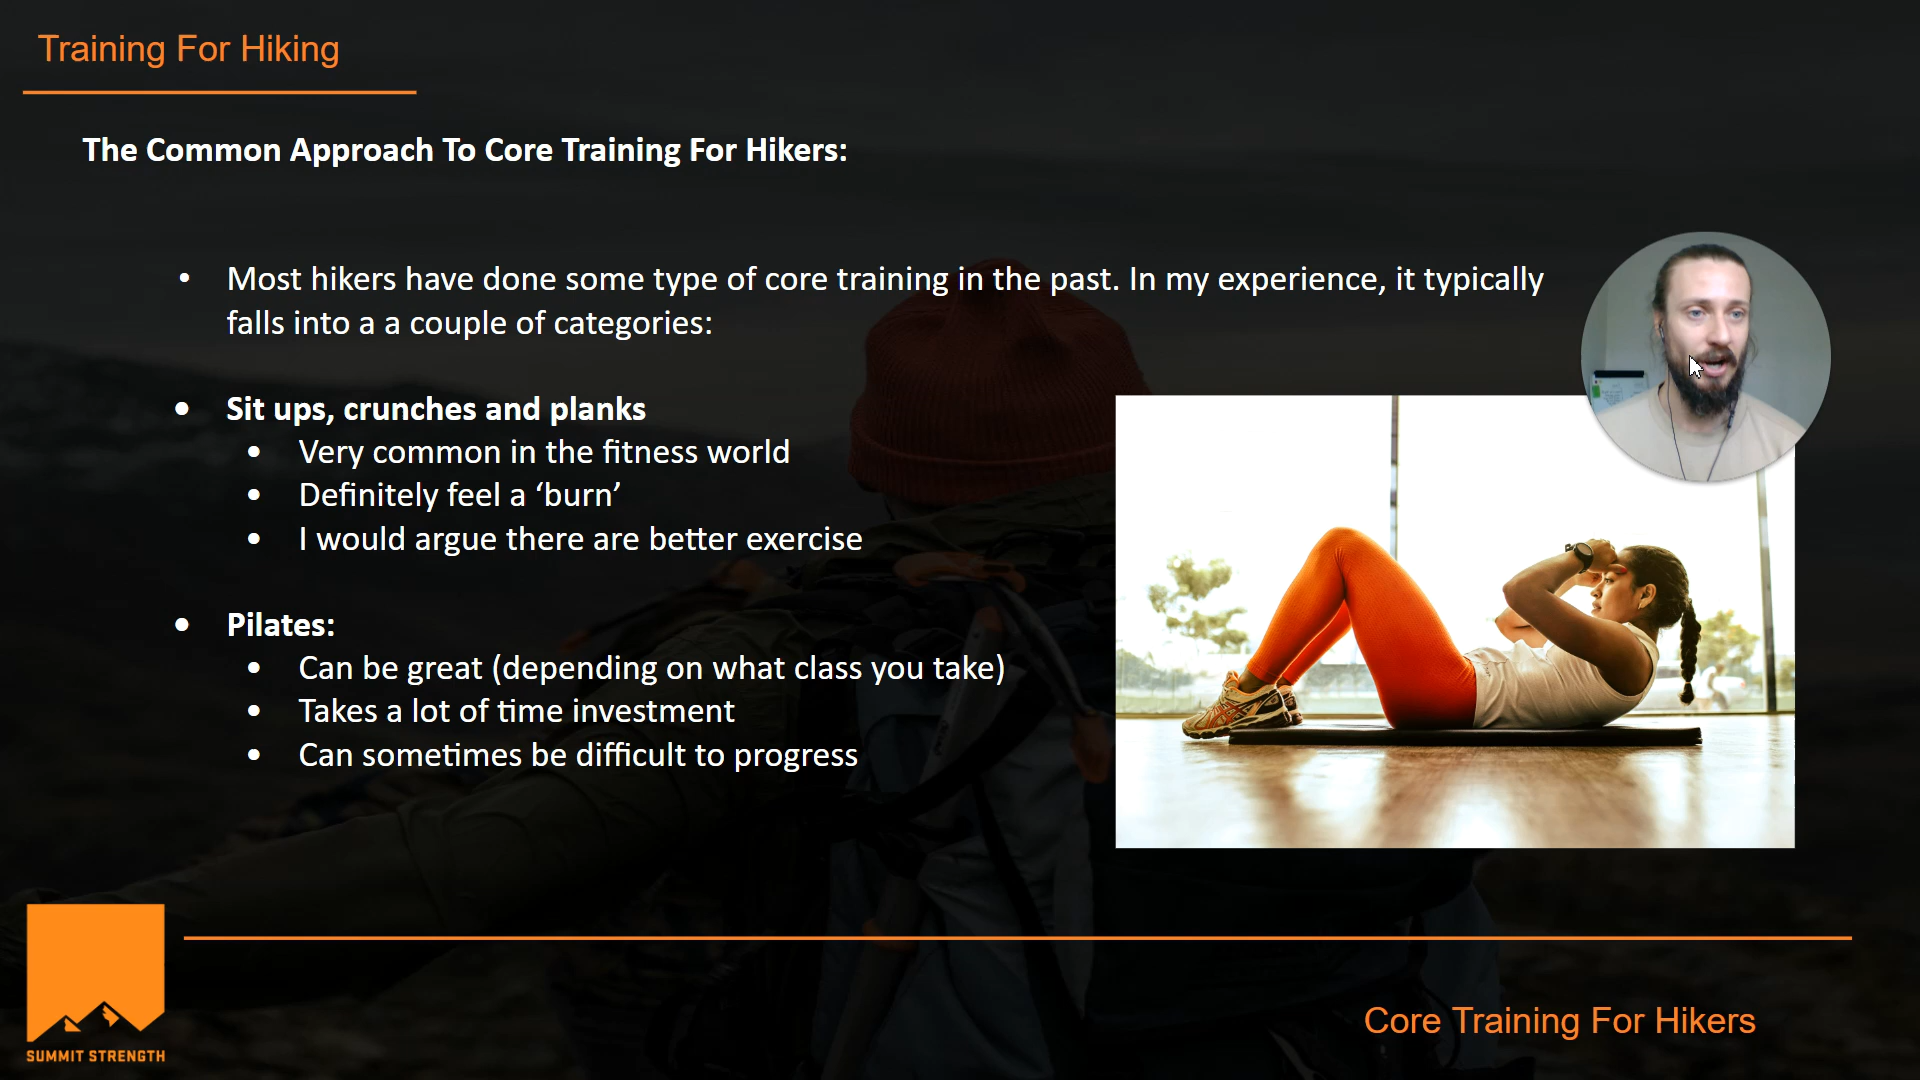 Training For Hiking
The Common Approach To Core Training For Hikers:
• Most hikers have done some type of core training in the past. In my experience, it typically
falls into a a couple of categories:
• Sit ups, crunches and planks
• Very common in the fitness world
• Definitely feel a ‘burn’
• I would argue there are better exercise
• Pilates:
• Can be great (depending on what class you take)
• Takes a lot of time investment
• Can sometimes be difficult to progress
SUMMIT STRENGTH
Core Training For Hikers